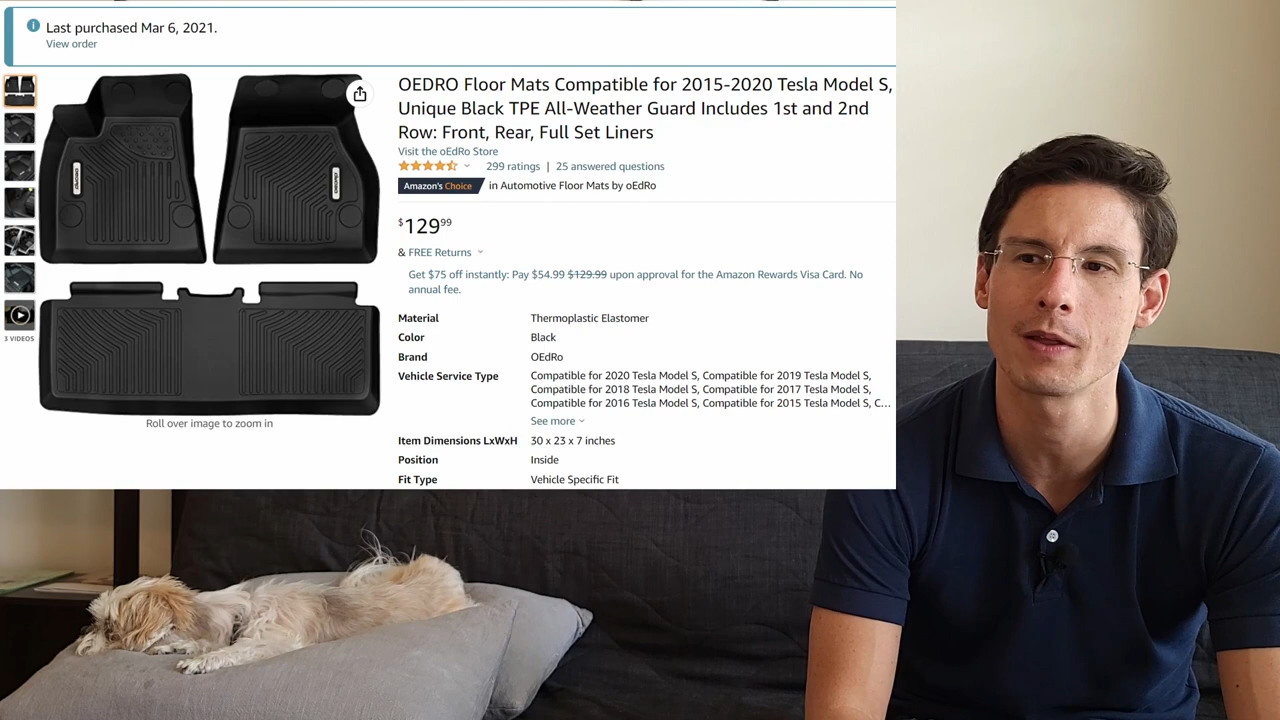 Last purchased Mar 6, 2021.
View order
OEDRO Floor Mats Compatible for 2015-2020 Tesla Model S,
Unique Black TPE All-Weather Guard Includes 1st and 2nd
Row: Front, Rear, Full Set Liners
Visit the oEdRo Store
299 ratings | 25 answered questions
Amazon's Choice in Automotive Floor Mats by oEdRo
$129.99
& FREE Returns
Get $75 off instantly: Pay $54.99 $129.99 upon approval for the Amazon Rewards Visa Card. No
annual fee.
Material Thermoplastic Elastomer
Color Black
Brand OEdRo
Vehicle Service Type Compatible for 2020 Tesla Model S, Compatible for 2019 Tesla Model S,
Compatible for 2018 Tesla Model S, Compatible for 2017 Tesla Model S,
Compatible for 2016 Tesla Model S, Compatible for 2015 Tesla Model S, C...
See more
Item Dimensions LxWxH 30 x 23 x 7 inches
Position Inside
Fit Type Vehicle Specific Fit
3 VIDEOS
Roll over image to zoom in